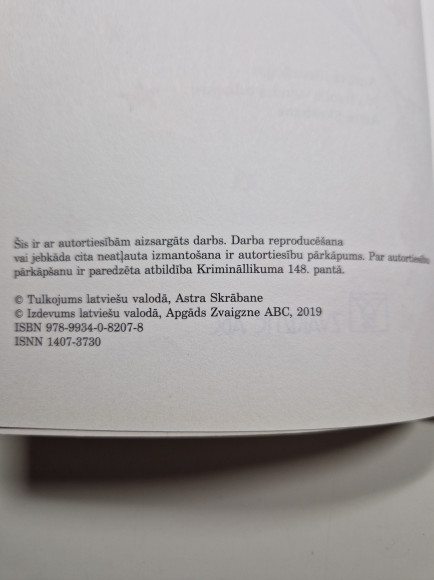 Šis ir ar autortiesībām aizsargāts darbs. Darba reproducēšana
vai jebkāda cita neatļauta izmantošana ir autortiesību pārkāpums. Par autortiesību
pārkāpšanu ir paredzēta atbildība Krimināllikuma 148. pantā.
© Tulkojums latviešu valodā, Astra Skrābane
© Izdevums latviešu valodā, Apgāds Zvaigzne ABC, 2019
ISBN 978-9934-0-8207-8
ISNN 1407-3730